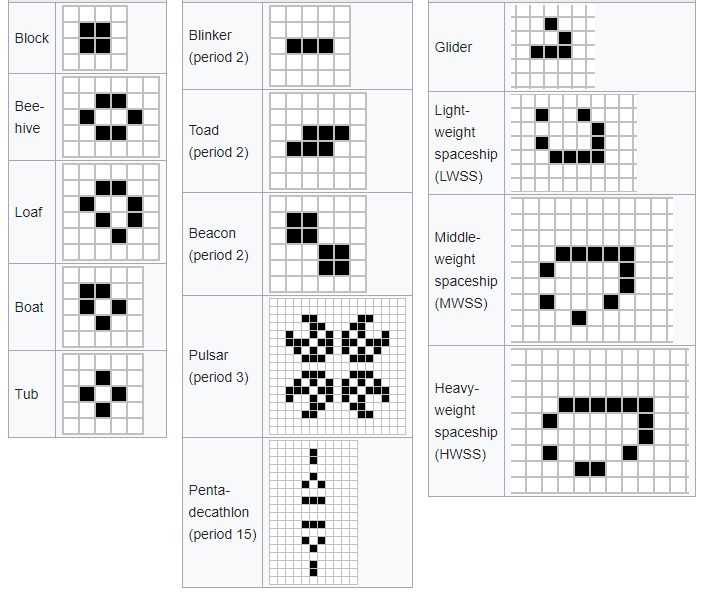 Block
Bee-
hive
Loaf
Boat
Tub
Blinker
(period 2)
Toad
(period 2)
Beacon
(period 2)
Pulsar
(period 3)
Penta-
decathlon
(period 15)
Glider
Light-
weight
spaceship
(LWSS)
Middle-
weight
spaceship
(MWSS)
Heavy-
weight
spaceship
(HWSS)